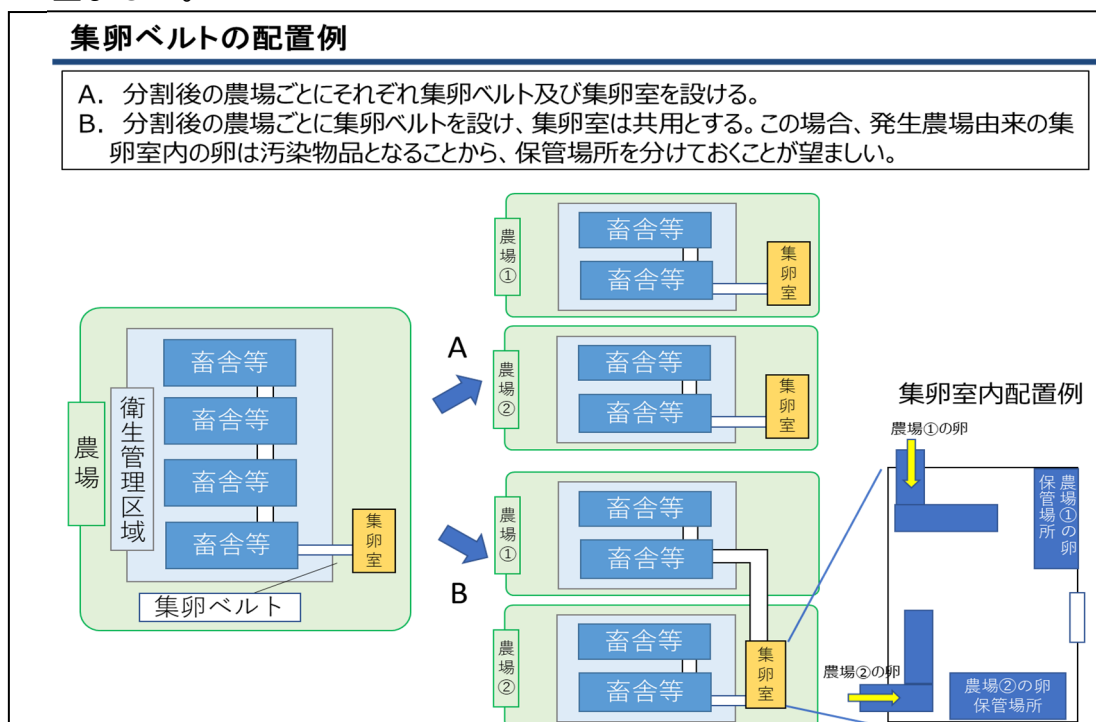 集卵ベルトの配置例
A. 分割後の農場ごとにそれぞれ集卵ベルト及び集卵室を設ける。
B. 分割後の農場ごとに集卵ベルトを設け、集卵室は共用とする。この場合、発生農場由来の集
卵室内の卵は汚染物品となることから、保管場所を分けておくことが望ましい。
農場
衛生管理区域
畜舎等
畜舎等
畜舎等
畜舎等
集卵室
集卵ベルト
A
農場①
畜舎等
畜舎等
集卵室
農場②
畜舎等
畜舎等
集卵室
B
農場①
畜舎等
畜舎等
農場②
畜舎等
畜舎等
集卵室
集卵室内配置例
農場①の卵
農場①の卵
保管場所
農場②の卵
農場②の卵
保管場所